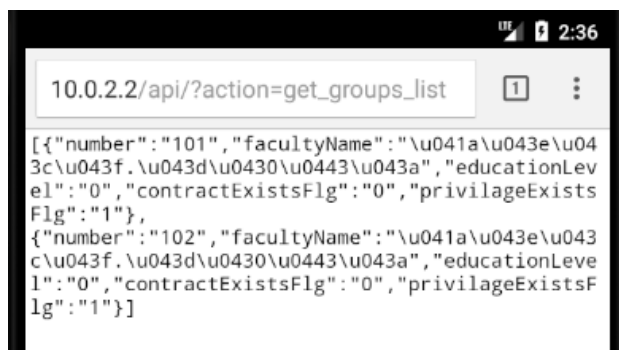 LTE 2:36
10.0.2.2/api/?action=get_groups_list 1
[{"number":"101","facultyName":"\u041a\u043e\u04
3c\u043f.\u043d\u0430\u0443\u043a","educationLev
el":"0","contractExistsFlg":"0","privilageExists
Flg":"1"},
{"number":"102","facultyName":"\u041a\u043e\u043
c\u043f.\u043d\u0430\u0443\u043a","educationLeve
l":"0","contractExistsFlg":"0","privilageExistsF
lg":"1"}]